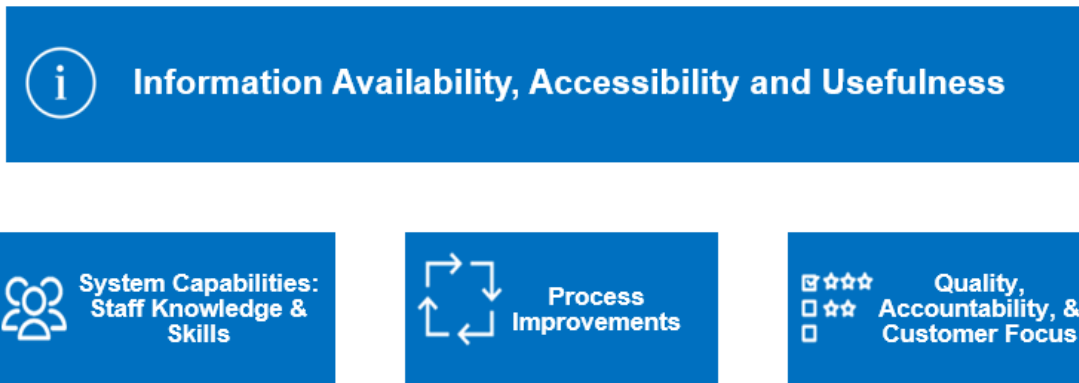 Information Availability, Accessibility and Usefulness
System Capabilities:
Staff Knowledge &
Skills
Process
Improvements
Quality,
Accountability, &
Customer Focus